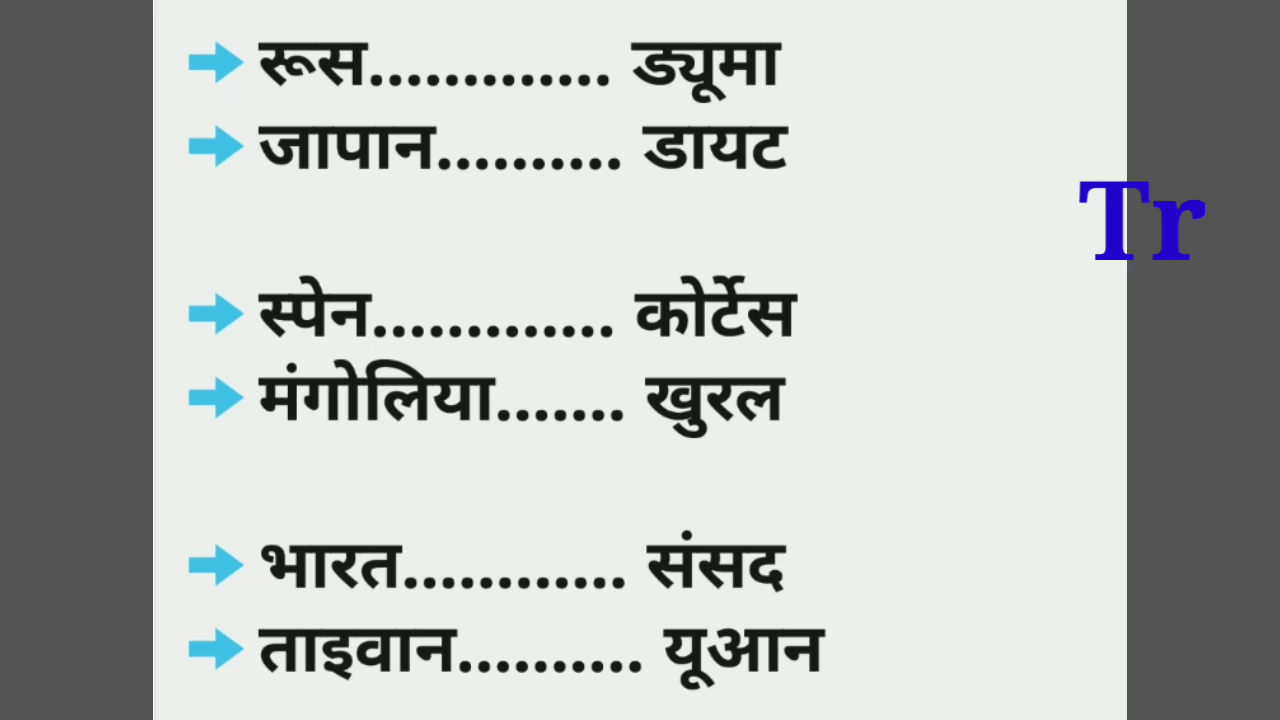 रूस............. ड्यूमा
जापान.......... डायट
Tr
स्पेन............. कोर्टेस
मंगोलिया....... खुरल
भारत............ संसद
ताइवान.......... यूआन